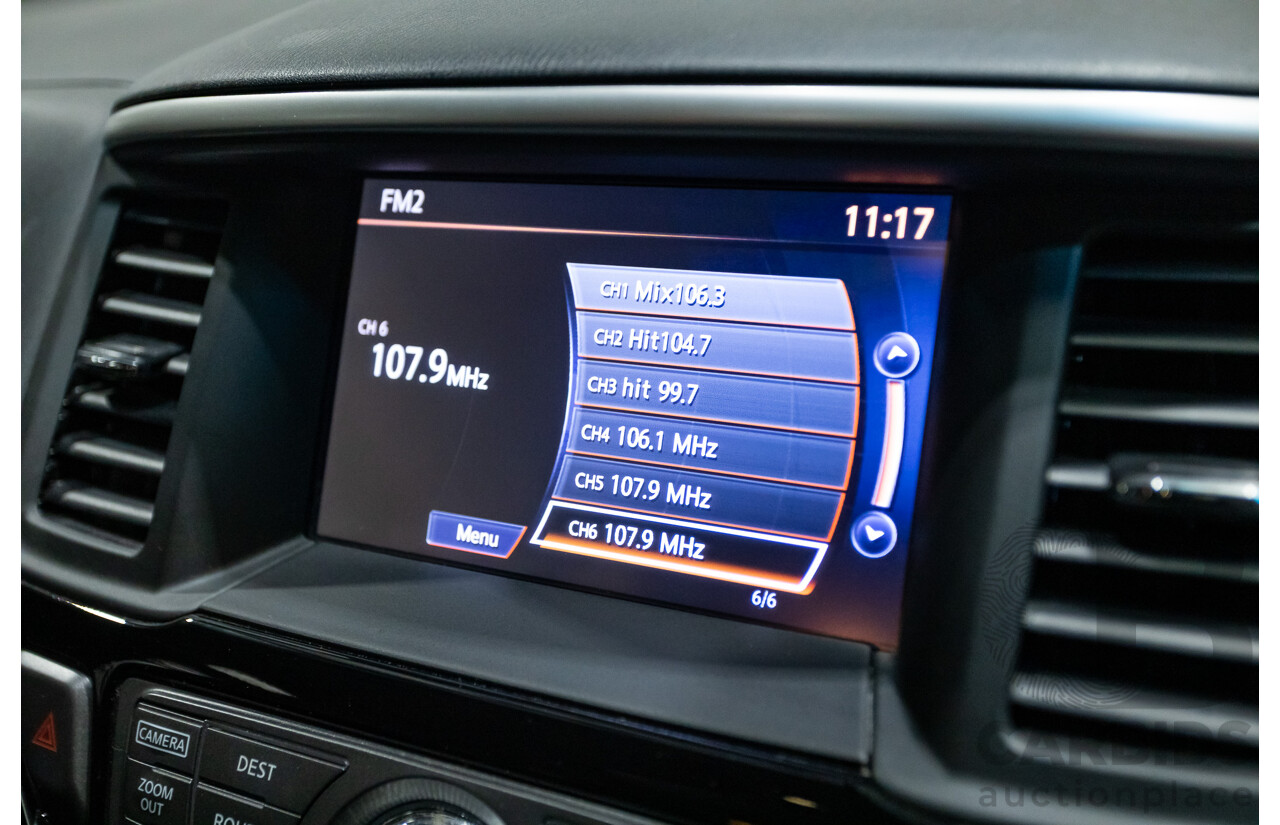 FM2
11:17
CH 6
107.9MHz
CH1 Mix106.3
CH2 Hit104.7
CH3 hit 99.7
CH4 106.1 MHz
CH5 107.9 MHz
CH6 107.9 MHz
Menu
6/6
CAMERA
DEST
ZOOM
OUT
CARBIDS
auctionplace